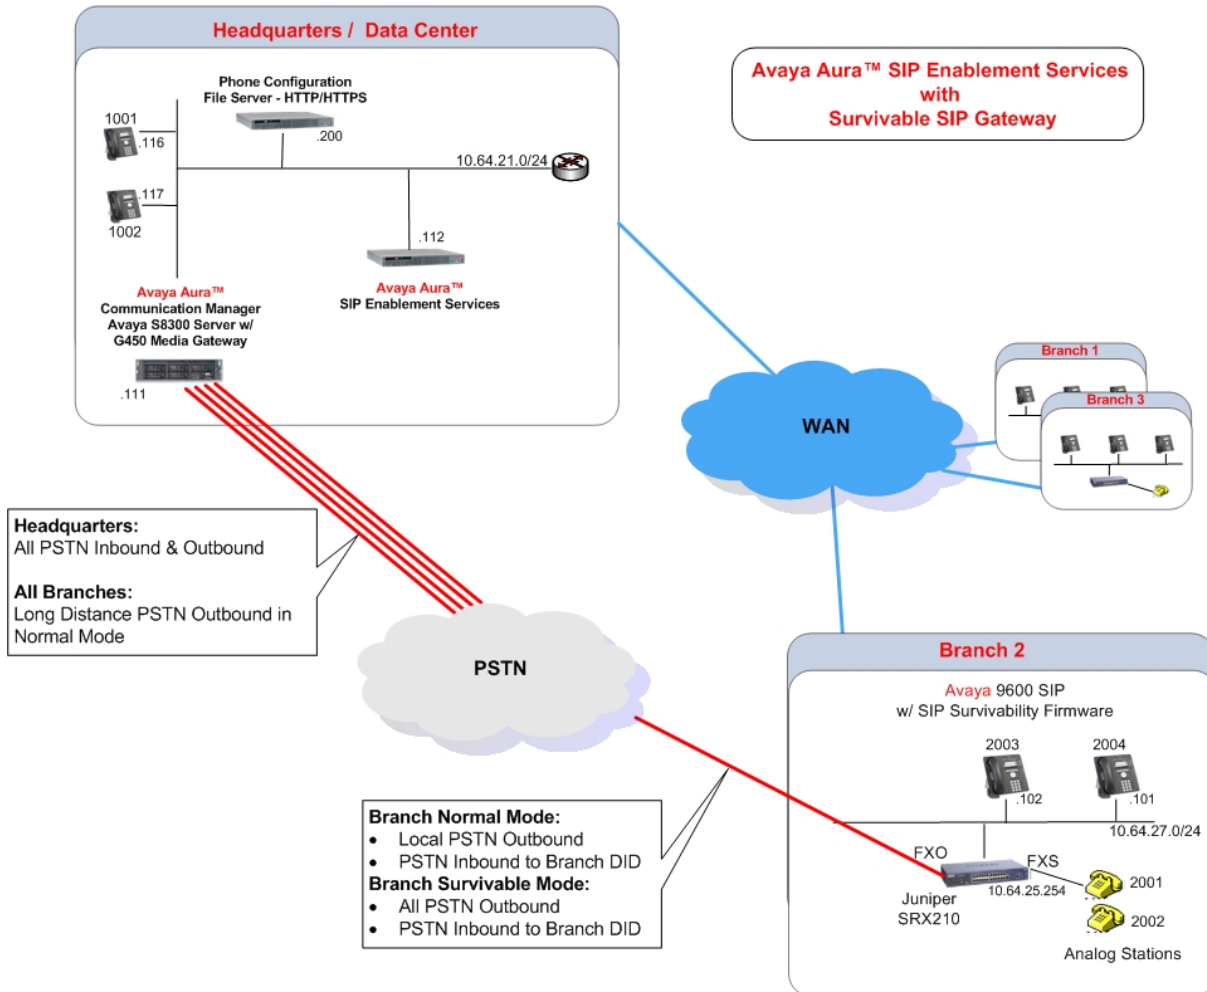 Headquarters / Data Center
Phone Configuration
File Server - HTTP/HTTPS
.200
1001
.116
.117
1002
10.64.21.0/24
.112
Avaya Aura™
SIP Enablement Services
Avaya Aura™
Communication Manager
Avaya S8300 Server w/
G450 Media Gateway
.111
Avaya Aura™ SIP Enablement Services
with
Survivable SIP Gateway
WAN
Branch 1
Branch 3
Headquarters:
All PSTN Inbound & Outbound
All Branches:
Long Distance PSTN Outbound in
Normal Mode
PSTN
Branch Normal Mode:
• Local PSTN Outbound
• PSTN Inbound to Branch DID
Branch Survivable Mode:
• All PSTN Outbound
• PSTN Inbound to Branch DID
Branch 2
Avaya 9600 SIP
w/ SIP Survivability Firmware
2003
2004
.102
.101
10.64.27.0/24
FXO
FXS
10.64.25.254
Juniper
SRX210
2001
2002
Analog Stations